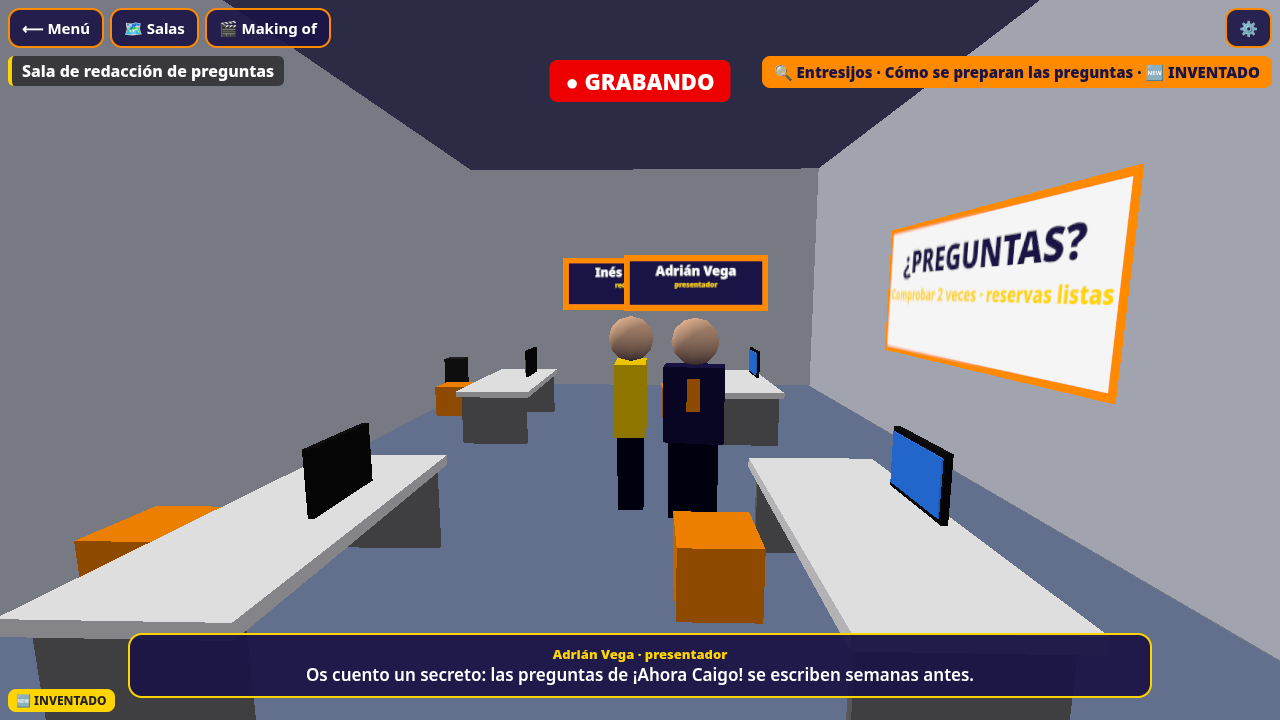 ← Menú
🗺️ Salas
🎬 Making of
⚙️
Sala de redacción de preguntas
● GRABANDO
🔍 Entresijos · Cómo se preparan las preguntas · 🆕 INVENTADO
¿PREGUNTAS?
Comprobar 2 veces · reservas listas
Inés
Adrián Vega
presentador
Adrián Vega · presentador
Os cuento un secreto: las preguntas de ¡Ahora Caigo! se escriben semanas antes.
🆕 INVENTADO